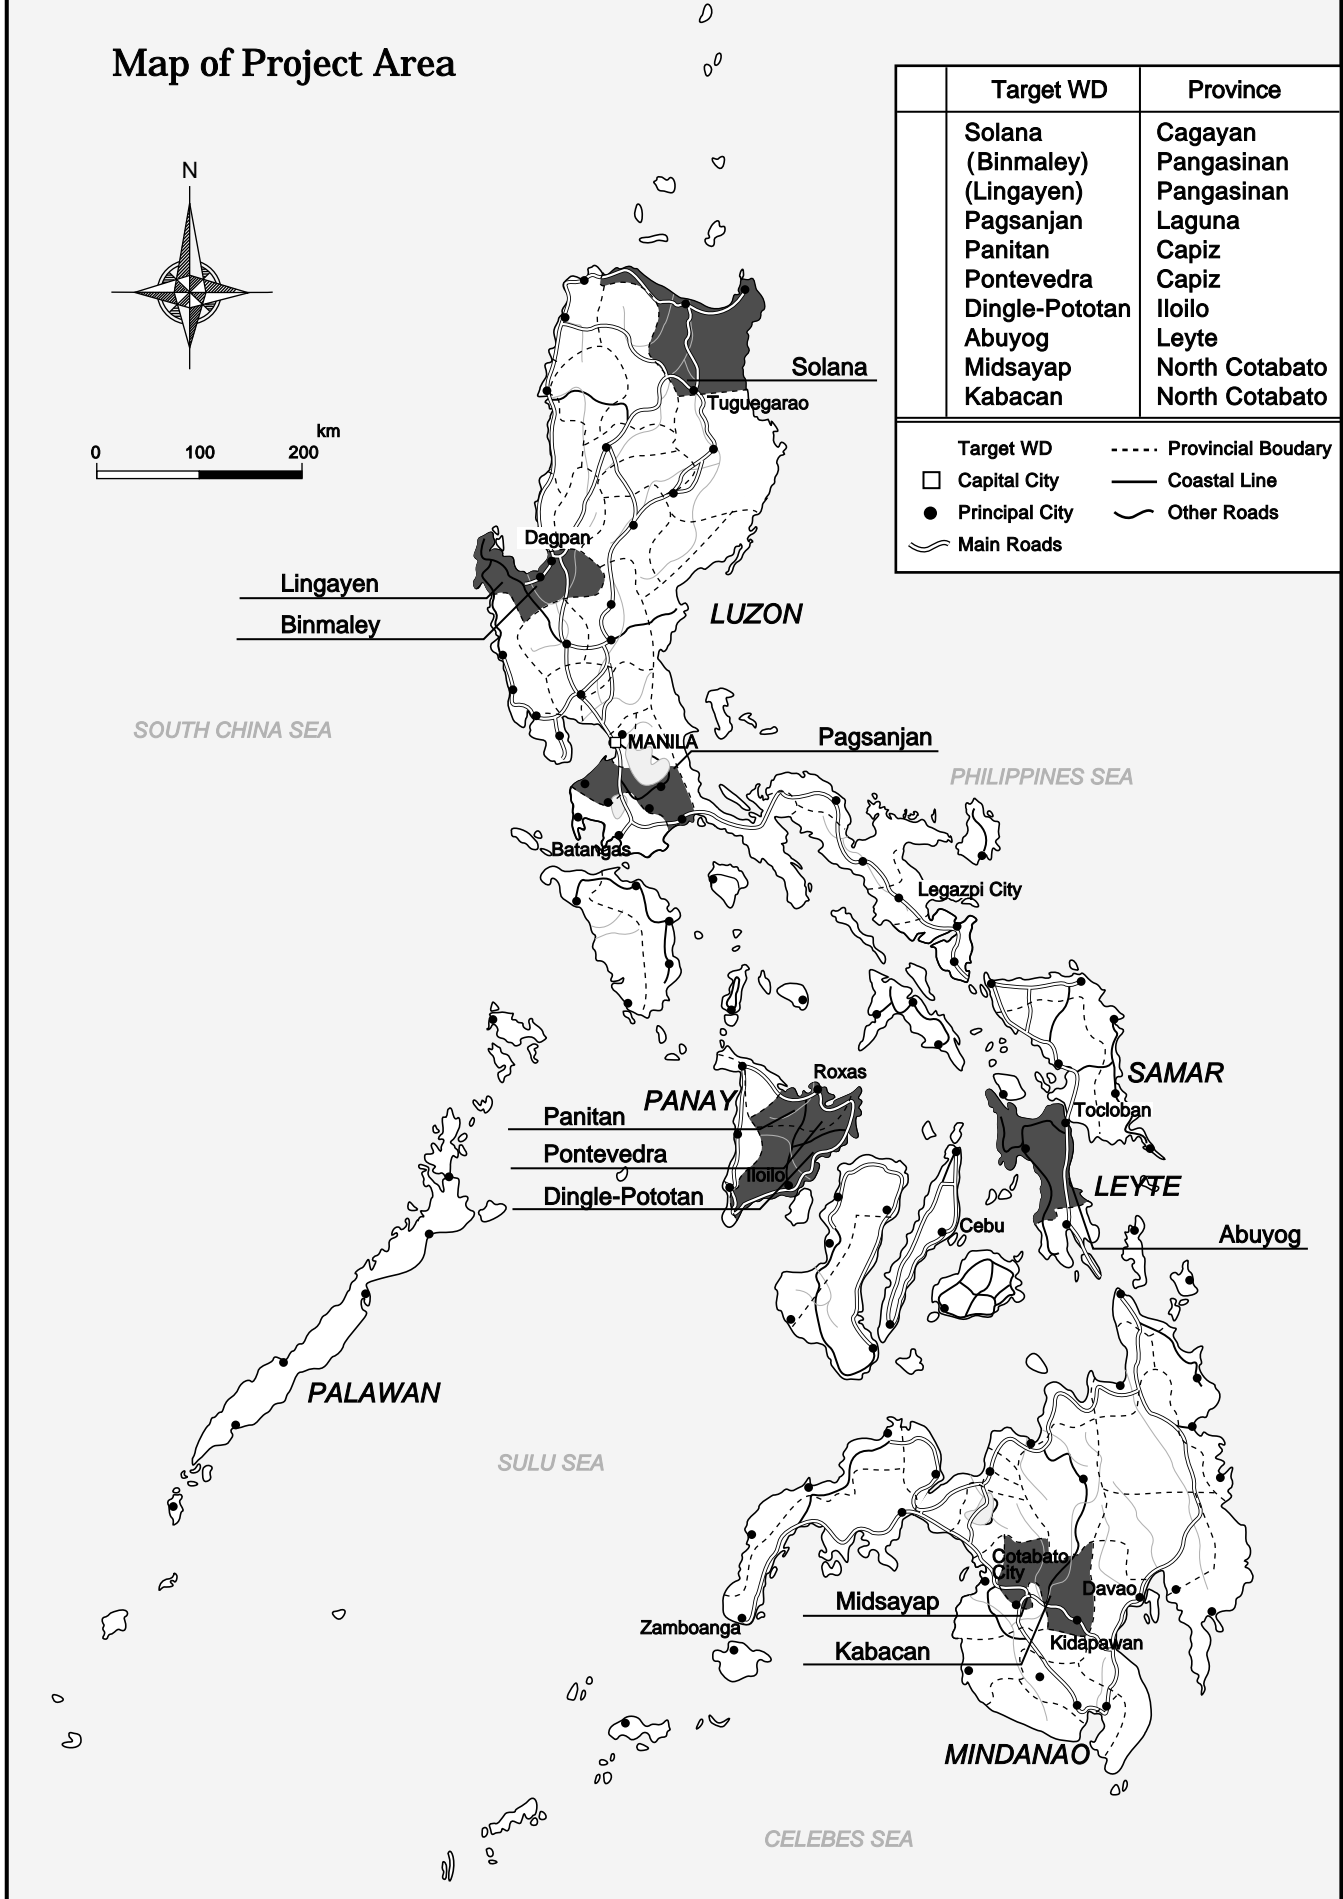 Map of Project Area
N
0 100 200 km
Target WD Province
Solana Cagayan
(Binmaley) Pangasinan
(Lingayen) Pangasinan
Pagsanjan Laguna
Panitan Capiz
Pontevedra Capiz
Dingle-Pototan Iloilo
Abuyog Leyte
Midsayap North Cotabato
Kabacan North Cotabato
Target WD Provincial Boudary
Capital City Coastal Line
Principal City Other Roads
Main Roads
Solana
Tuguegarao
Dagpan
Lingayen
Binmaley
LUZON
SOUTH CHINA SEA
MANILA
Pagsanjan
PHILIPPINES SEA
Batangas
Legazpi City
Roxas
PANAY
SAMAR
Panitan
Tocloban
Pontevedra
Iloilo
Dingle-Pototan
LEYTE
Cebu
Abuyog
PALAWAN
SULU SEA
Cotabato
City
Davao
Midsayap
Zamboanga
Kidapawan
Kabacan
MINDANAO
CELEBES SEA